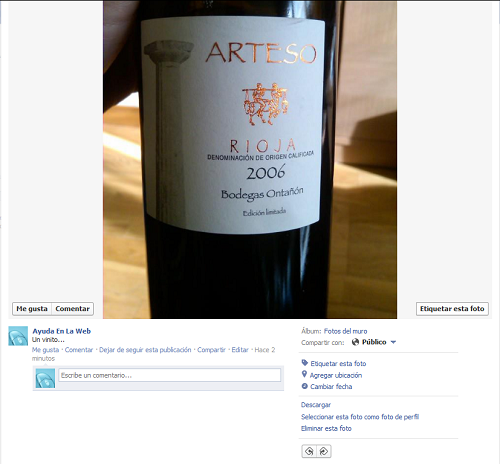 ARTESO
RIOJA
DENOMINACIÓN DE ORIGEN CALIFICADA
2006
Bodegas Ontañón
Edición limitada
Me gusta Comentar
Etiquetar esta foto
Ayuda En La Web
Un vinito...
Me gusta · Comentar · Dejar de seguir esta publicación · Compartir · Editar · Hace 2
minutos
Escribe un comentario...
Álbum: Fotos del muro
Compartir con: Público
Etiquetar esta foto
Agregar ubicación
Cambiar fecha
Descargar
Seleccionar esta foto como foto de perfil
Eliminar esta foto